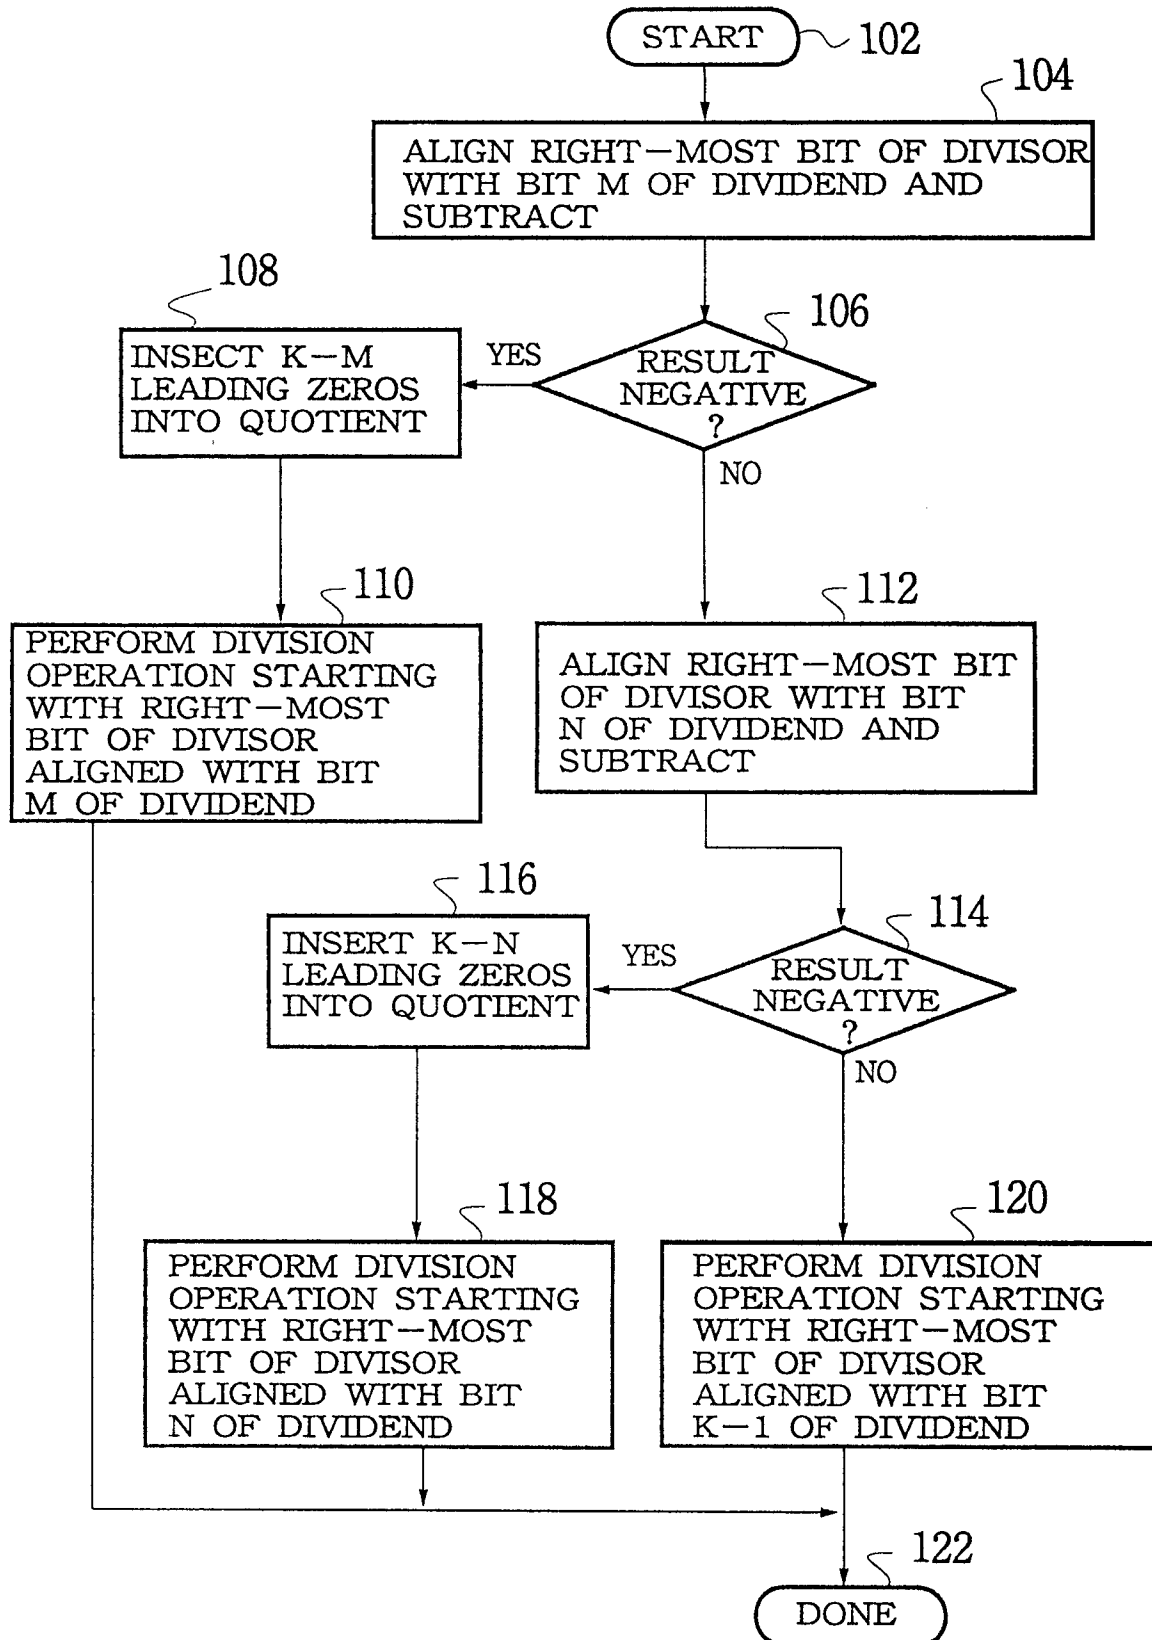 START
102
104
ALIGN RIGHT-MOST BIT OF DIVISOR
WITH BIT M OF DIVIDEND AND
SUBTRACT
108
106
INSECT K-M
LEADING ZEROS
INTO QUOTIENT
YES
RESULT
NEGATIVE
?
NO
110
112
PERFORM DIVISION
OPERATION STARTING
WITH RIGHT-MOST
BIT OF DIVISOR
ALIGNED WITH BIT
M OF DIVIDEND
ALIGN RIGHT-MOST BIT
OF DIVISOR WITH BIT
N OF DIVIDEND AND
SUBTRACT
116
114
INSERT K-N
LEADING ZEROS
INTO QUOTIENT
YES
RESULT
NEGATIVE
?
NO
118
120
PERFORM DIVISION
OPERATION STARTING
WITH RIGHT-MOST
BIT OF DIVISOR
ALIGNED WITH BIT
N OF DIVIDEND
PERFORM DIVISION
OPERATION STARTING
WITH RIGHT-MOST
BIT OF DIVISOR
ALIGNED WITH BIT
K-1 OF DIVIDEND
122
DONE